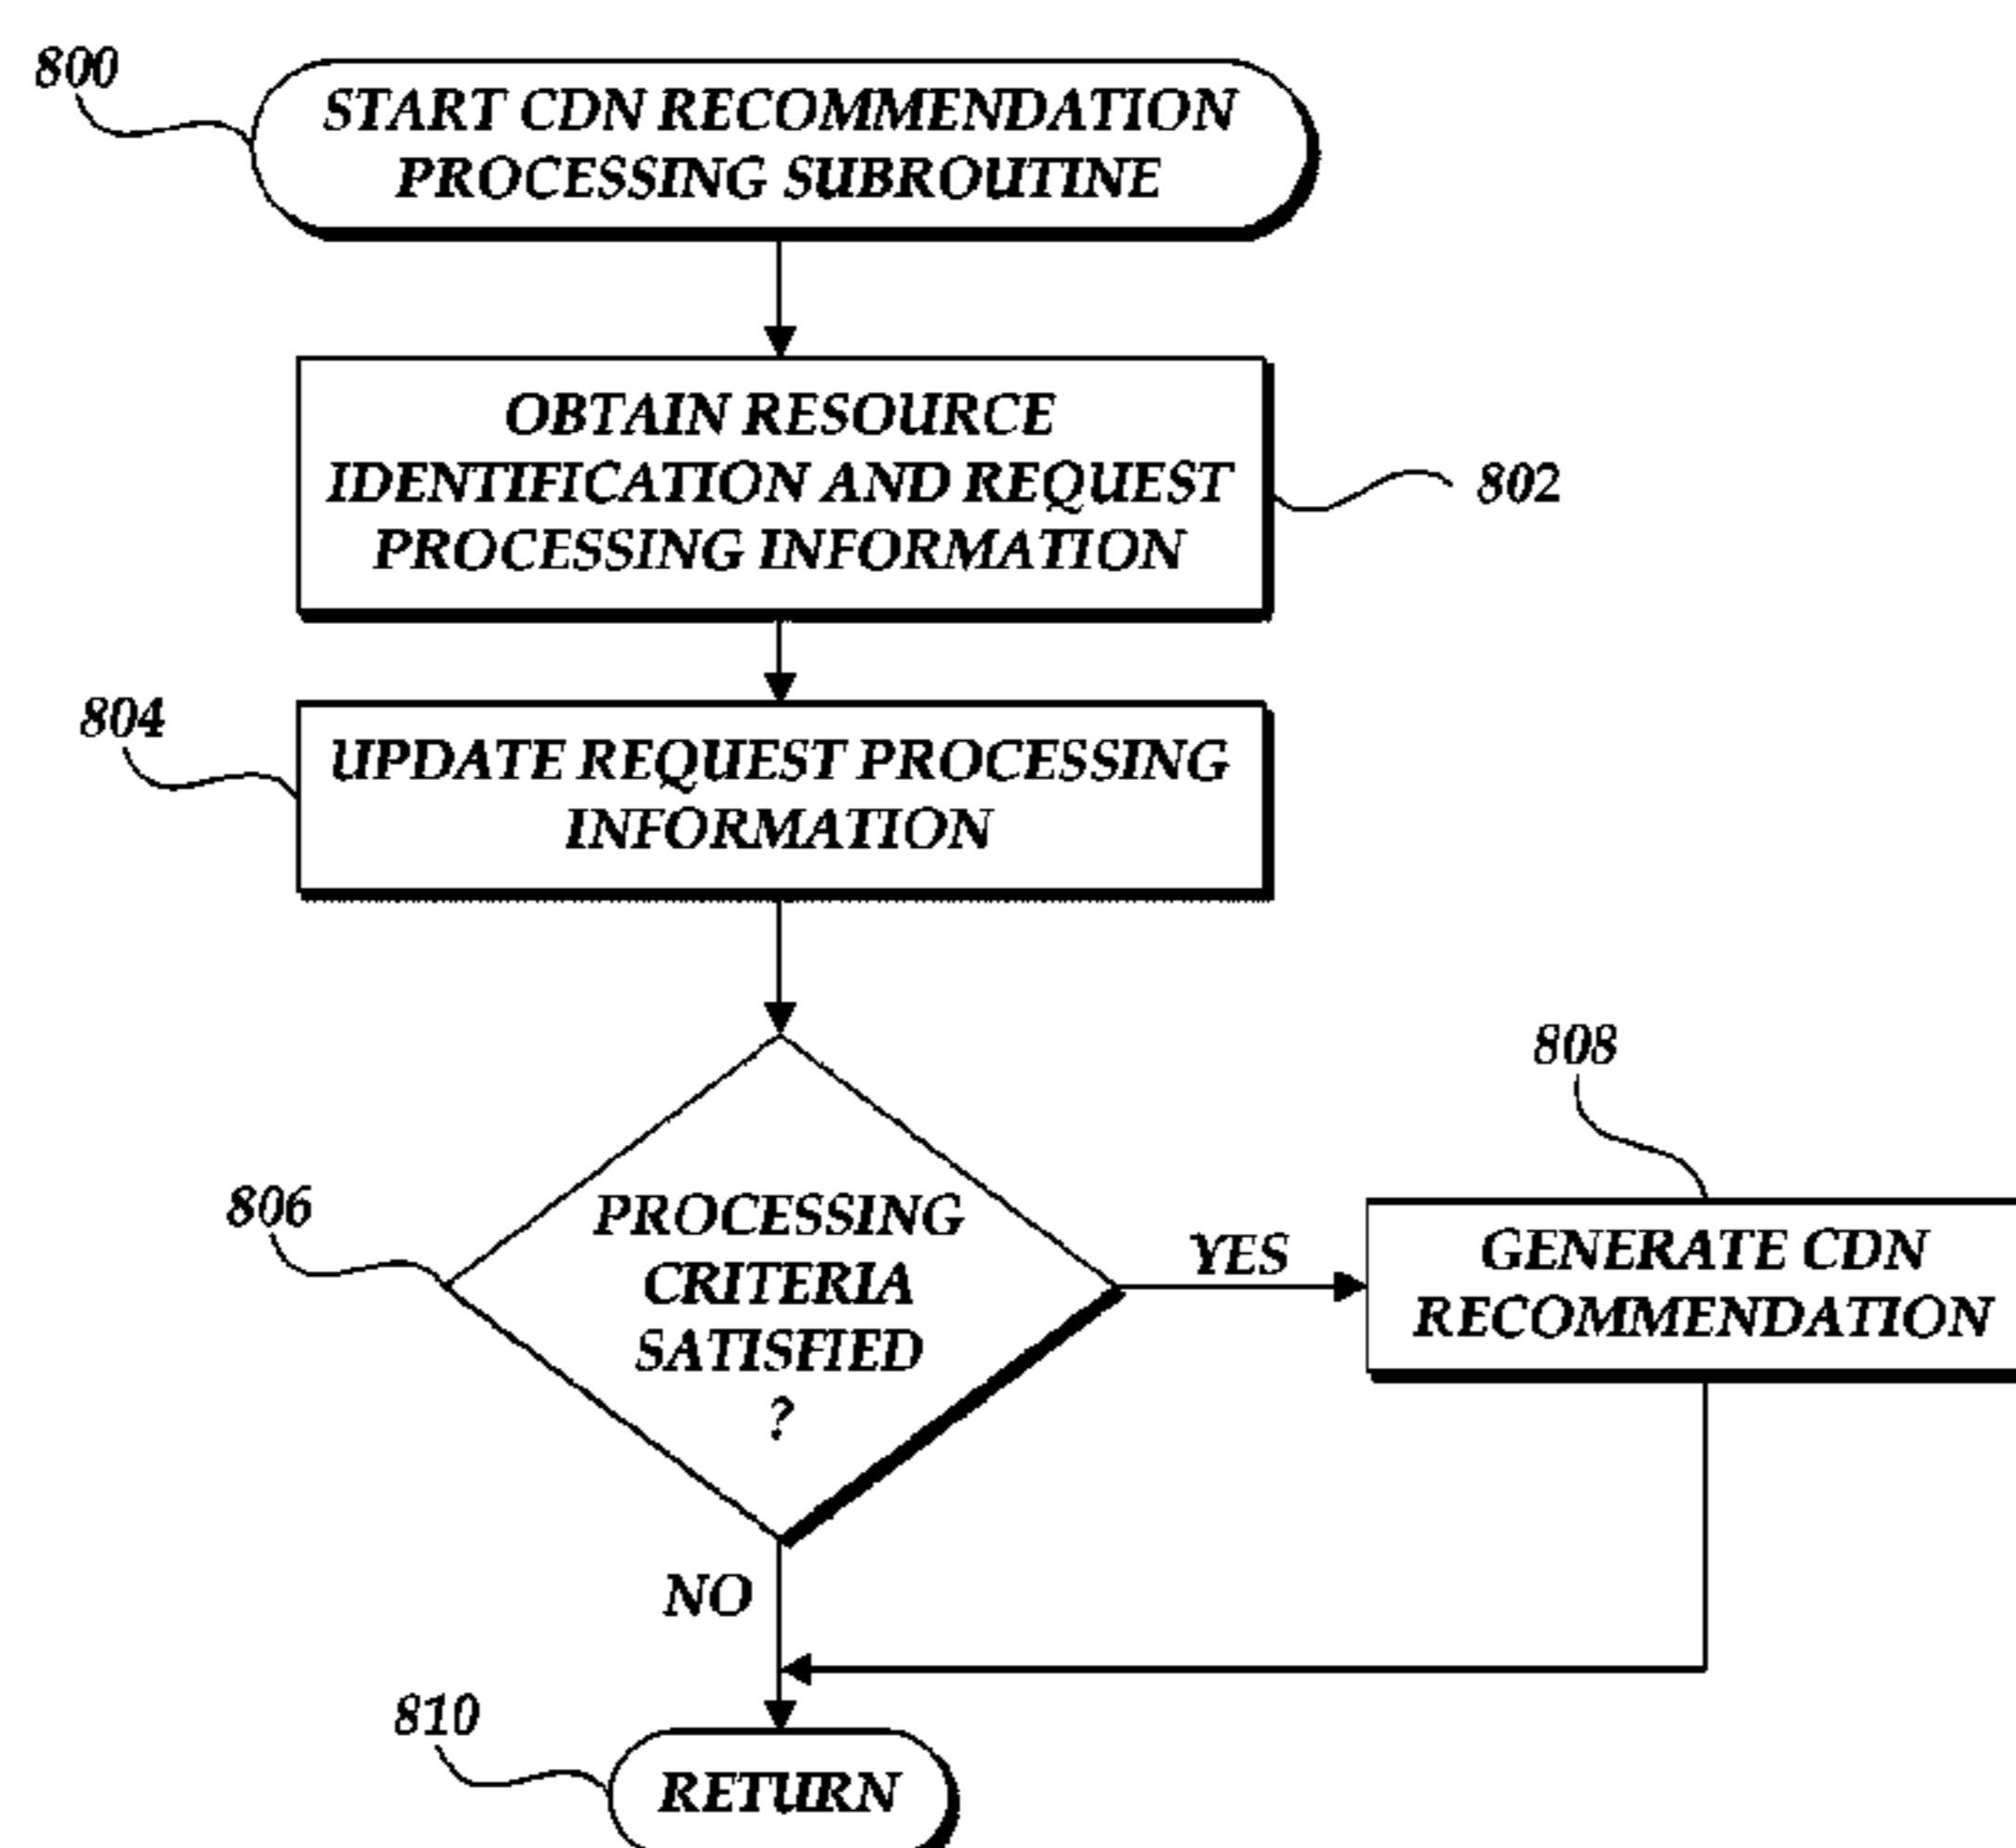 800
START CDN RECOMMENDATION
PROCESSING SUBROUTINE
OBTAIN RESOURCE
IDENTIFICATION AND REQUEST
PROCESSING INFORMATION
802
804
UPDATE REQUEST PROCESSING
INFORMATION
806
PROCESSING
CRITERIA
SATISFIED
?
YES
808
GENERATE CDN
RECOMMENDATION
NO
810
RETURN